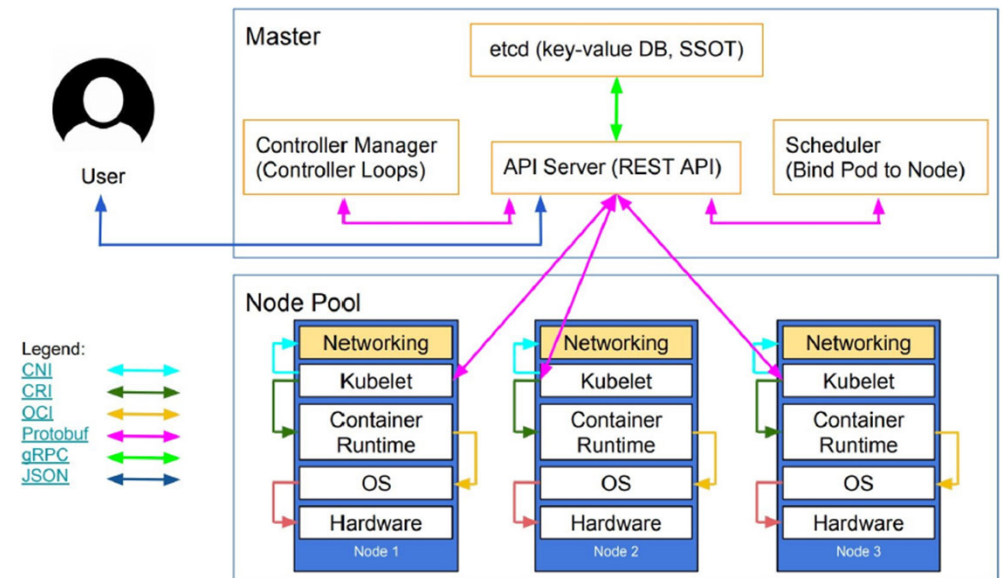 Master
etcd (key-value DB, SSOT)
Controller Manager
(Controller Loops)
API Server (REST API)
Scheduler
(Bind Pod to Node)
User
Node Pool
Networking
Kubelet
Container
Runtime
OS
Hardware
Node 1
Networking
Kubelet
Container
Runtime
OS
Hardware
Node 2
Networking
Kubelet
Container
Runtime
OS
Hardware
Node 3
Legend:
CNI
CRI
OCI
Protobuf
gRPC
JSON